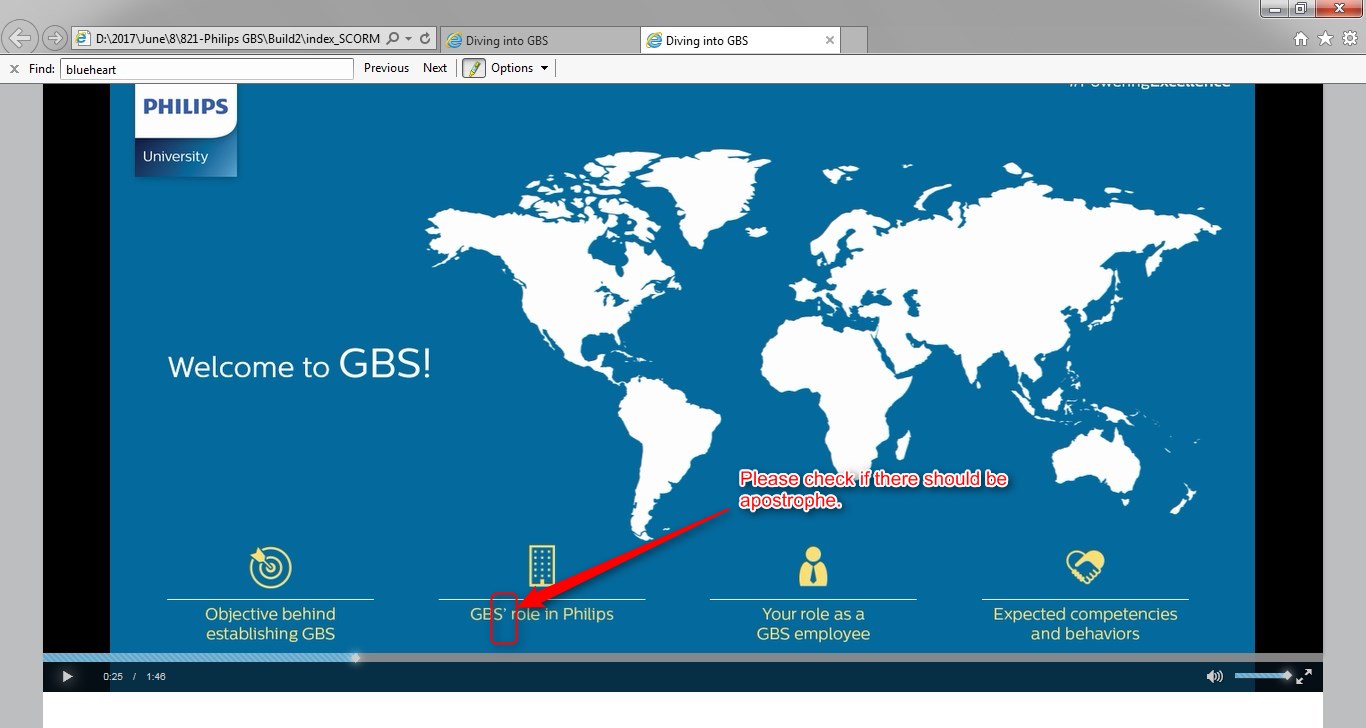 D:\2017\June\8\821-Philips GBS\Build2\index_SCORM
Diving into GBS
Diving into GBS
x Find: blueheart Previous Next Options
#PoweringExcellence
PHILIPS
University
Welcome to GBS!
Please check if there should be
apostrophe.
Objective behind
establishing GBS
GBS’ role in Philips
Your role as a
GBS employee
Expected competencies
and behaviors
0:25 / 1:46